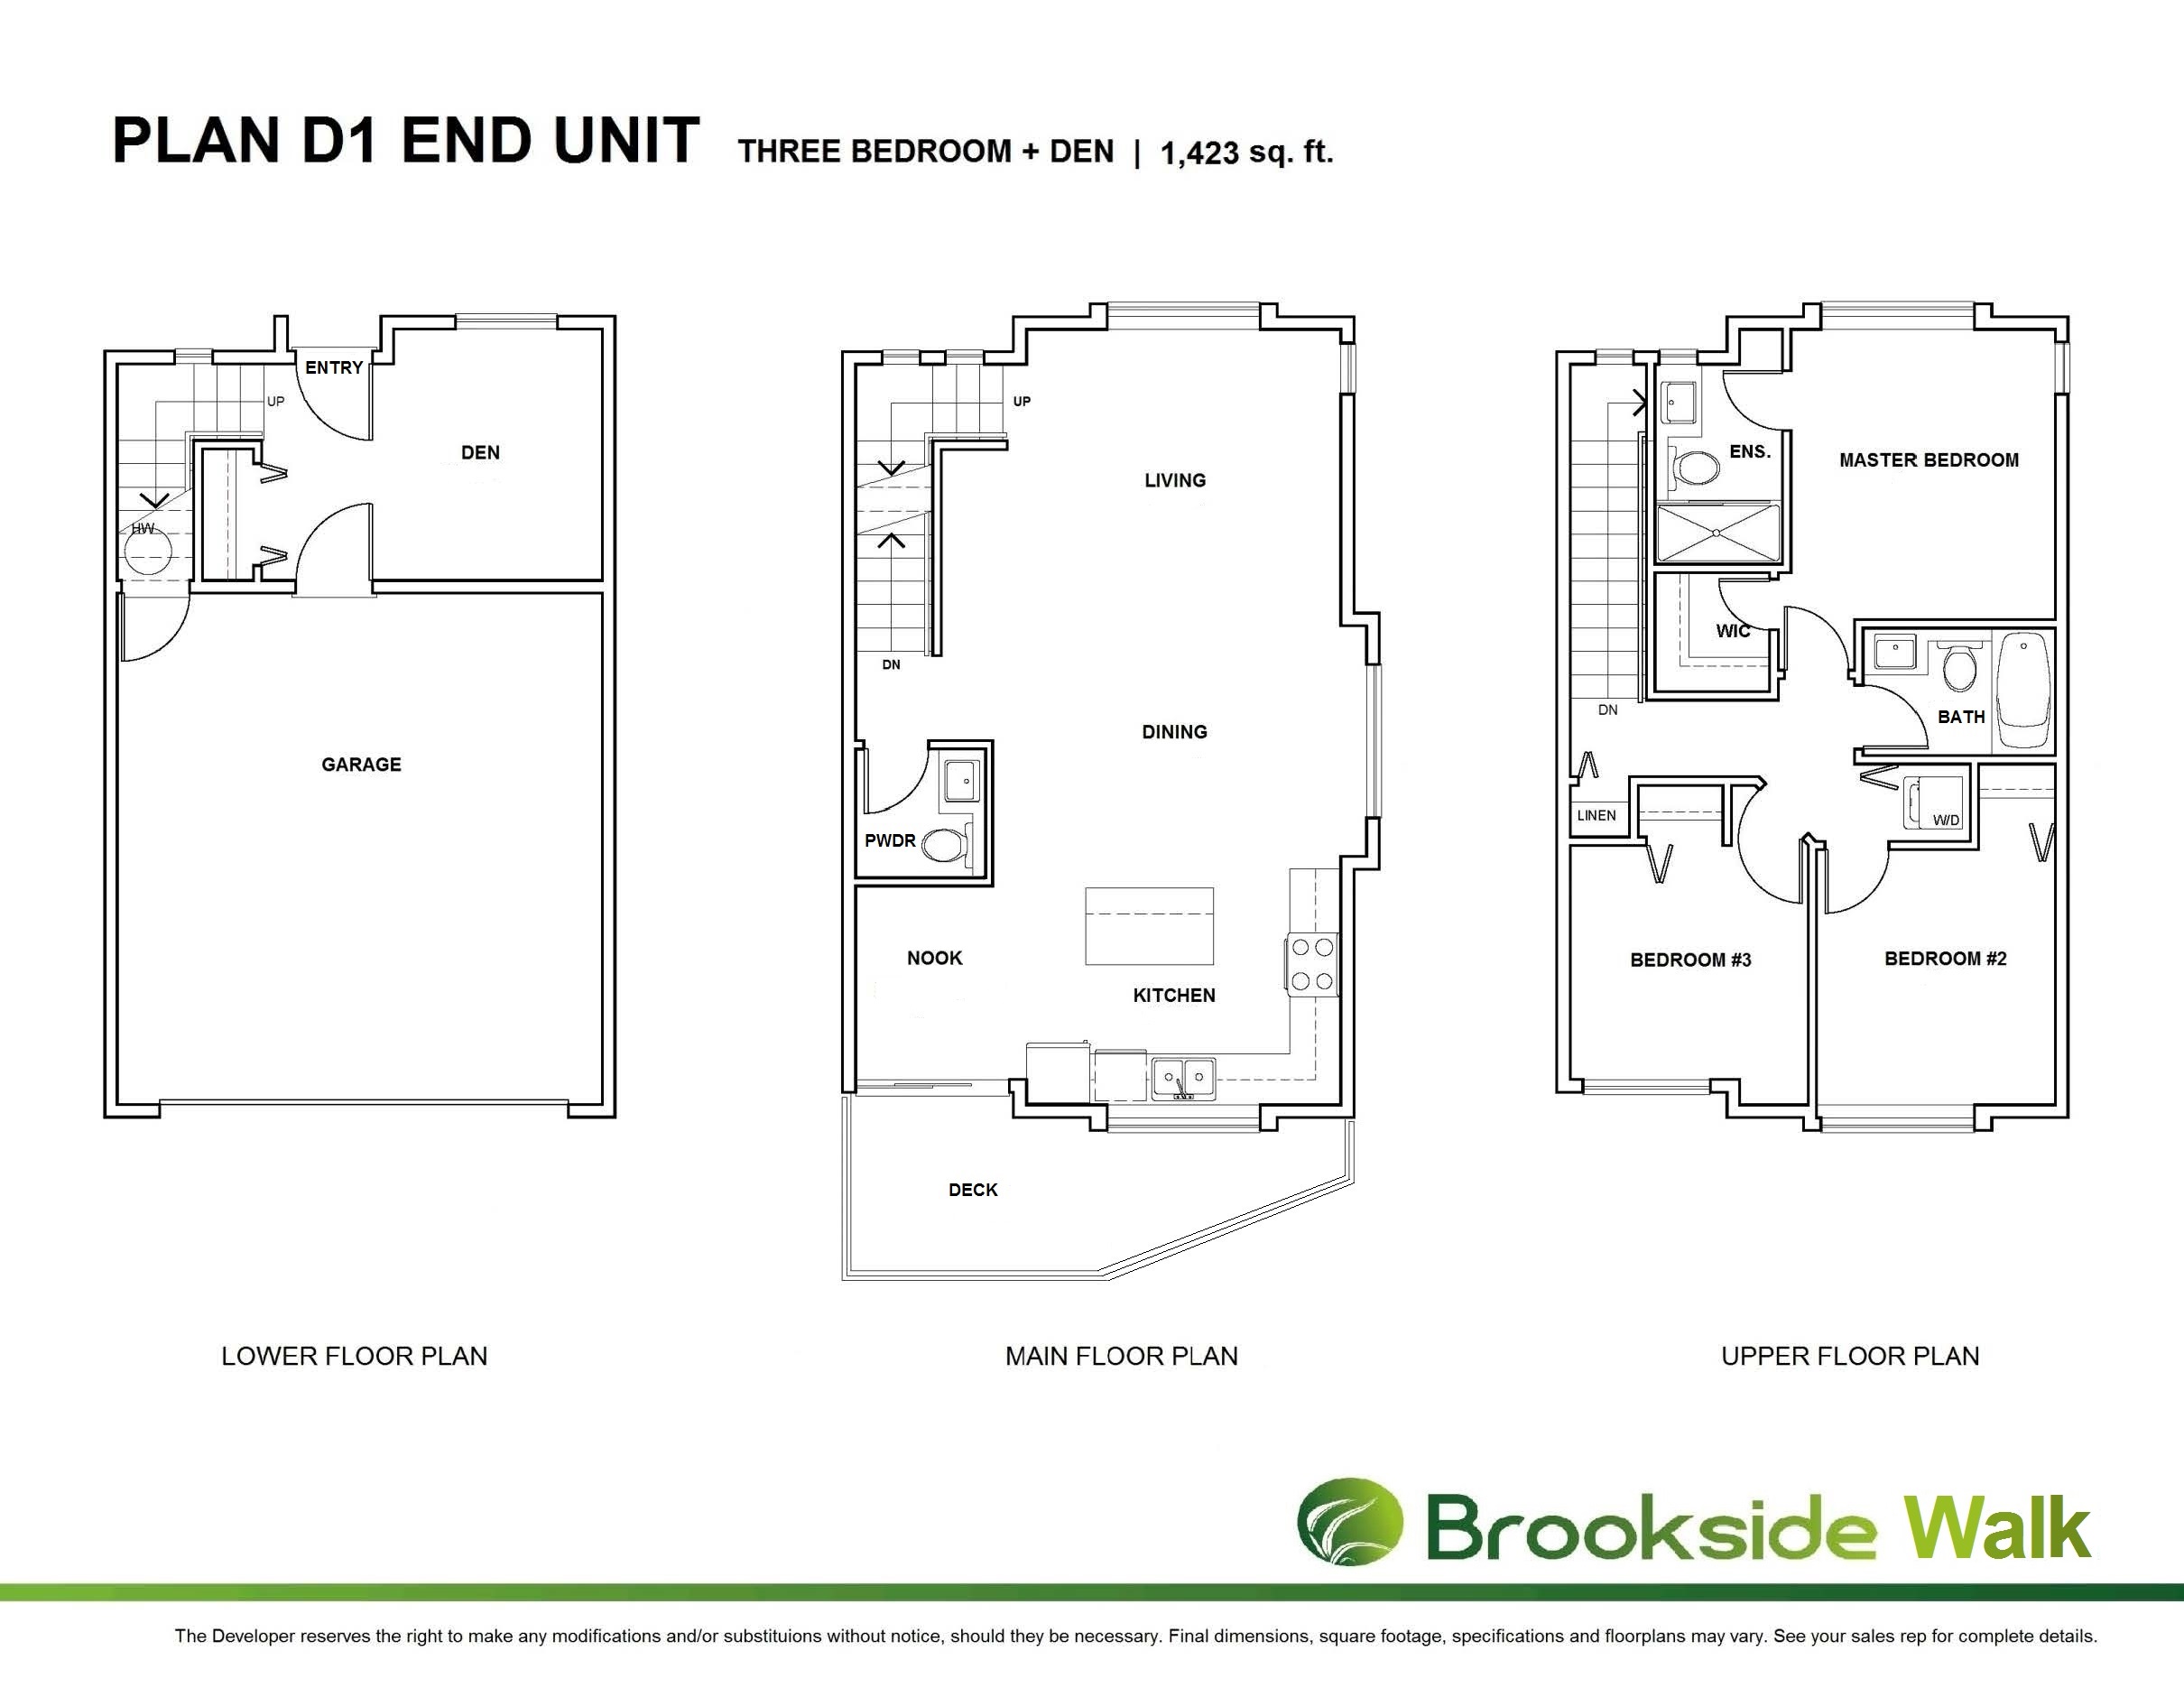 PLAN D1 END UNIT THREE BEDROOM + DEN | 1,423 sq. ft.
ENTRY
UP
DEN
HW
GARAGE
LOWER FLOOR PLAN
UP
LIVING
DN
DINING
PWDR
NOOK
KITCHEN
DECK
MAIN FLOOR PLAN
ENS.
MASTER BEDROOM
WIC
DN
BATH
LINEN
W/D
BEDROOM #3
BEDROOM #2
UPPER FLOOR PLAN
Brookside Walk
The Developer reserves the right to make any modifications and/or substituions without notice, should they be necessary. Final dimensions, square footage, specifications and floorplans may vary. See your sales rep for complete details.